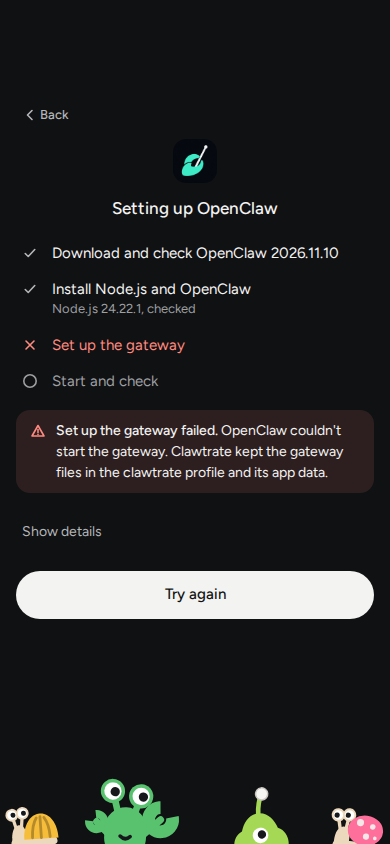 Back
Setting up OpenClaw
Download and check OpenClaw 2026.11.10
Install Node.js and OpenClaw
Node.js 24.22.1, checked
Set up the gateway
Start and check
Set up the gateway failed. OpenClaw couldn't
start the gateway. Clawtrate kept the gateway
files in the clawtrate profile and its app data.
Show details
Try again